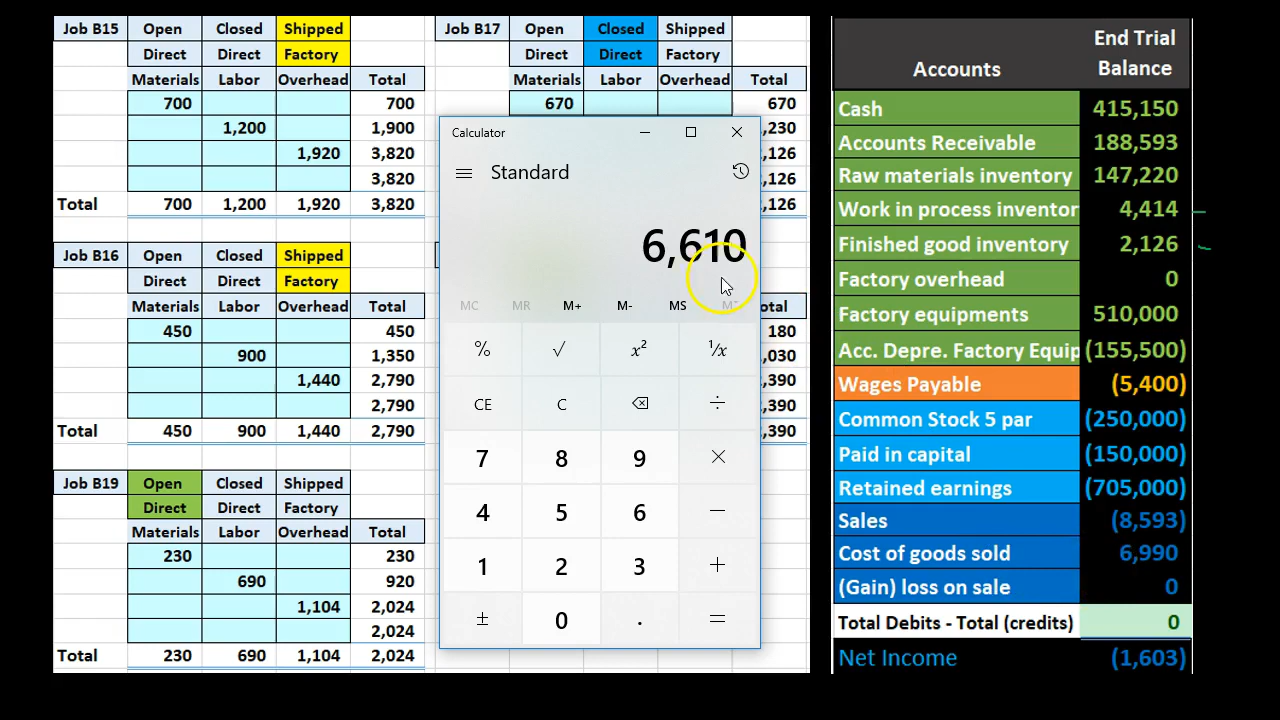 Job B15 Open Closed Shipped
Direct Direct Factory
Materials Labor Overhead Total
700 700
1,200 1,900
1,920 3,820
3,820
Total 700 1,200 1,920 3,820
Job B16 Open Closed Shipped
Direct Direct Factory
Materials Labor Overhead Total
450 450
900 1,350
1,440 2,790
2,790
Total 450 900 1,440 2,790
Job B19 Open Closed Shipped
Direct Direct Factory
Materials Labor Overhead Total
230 230
690 920
1,104 2,024
2,024
Total 230 690 1,104 2,024
Job B17 Open Closed Shipped
Direct Direct Factory
Materials Labor Overhead Total
670 670
,230
,126
,126
,126
otal
180
,030
,390
,390
,390
Calculator
Standard
6,610
MC MR M+ M- MS
% √ x² ¹/x
CE C ÷
7 8 9 ×
4 5 6 −
1 2 3 +
± 0 . =
Accounts End Trial Balance
Cash 415,150
Accounts Receivable 188,593
Raw materials inventory 147,220
Work in process inventor 4,414
Finished good inventory 2,126
Factory overhead 0
Factory equipments 510,000
Acc. Depre. Factory Equip (155,500)
Wages Payable (5,400)
Common Stock 5 par (250,000)
Paid in capital (150,000)
Retained earnings (705,000)
Sales (8,593)
Cost of goods sold 6,990
(Gain) loss on sale 0
Total Debits - Total (credits) 0
Net Income (1,603)